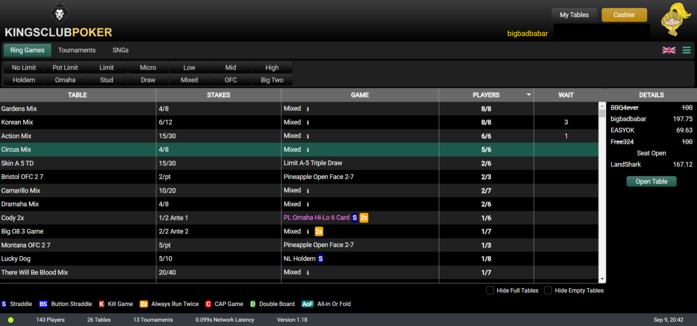 KINGSCLUBPOKER
My Tables
Cashier
bigbadbabar
Ring Games Tournaments SNGs
No Limit Pot Limit Limit Micro Low Mid High
Holdem Omaha Stud Draw Mixed OFC Big Two
TABLE STAKES GAME PLAYERS WAIT DETAILS
Gardens Mix 4/8 Mixed i 8/8
Korean Mix 6/12 Mixed i 8/8 3
Action Mix 15/30 Mixed i 6/6 1
Circus Mix 4/8 Mixed i 5/6
Skin A 5 TD 15/30 Limit A-5 Triple Draw 2/6
Bristol OFC 2 7 2/pt Pineapple Open Face 2-7 2/3
Camarillo Mix 10/20 Mixed i 2/7
Dramaha Mix 4/8 Mixed i 2/6
Cody 2x 1/2 Ante 1 PL Omaha Hi-Lo 6 Card S 2x 1/6
Big O8 3 Game 2/2 Ante 2 Mixed i 2x 1/7
Montana OFC 2 7 5/pt Pineapple Open Face 2-7 1/3
Lucky Dog 5/10 NL Holdem S 1/8
There Will Be Blood Mix 20/40 Mixed i 1/7
BBQ4ever 100
bigbadbabar 197.75
EASYOK 69.63
Free324 100
Seat Open
LandShark 167.12
Open Table
Hide Full Tables Hide Empty Tables
S Straddle BS Button Straddle K Kill Game 2x Always Run Twice C CAP Game D Double Board AoF All-in Or Fold
143 Players 26 Tables 13 Tournaments 0.099s Network Latency Version 1.18 Sep 9, 20:42